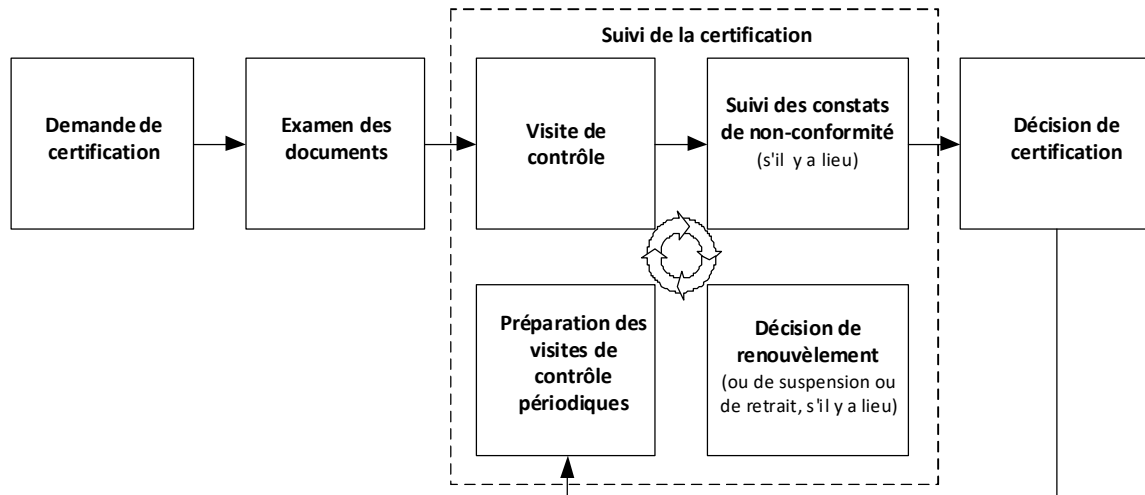 Suivi de la certification
Demande de
certification
Examen des
documents
Visite de
contrôle
Suivi des constats
de non-conformité
(s'il y a lieu)
Décision de
certification
Préparation des
visites de
contrôle
périodiques
Décision de
renouvèlement
(ou de suspension ou
de retrait, s'il y a lieu)